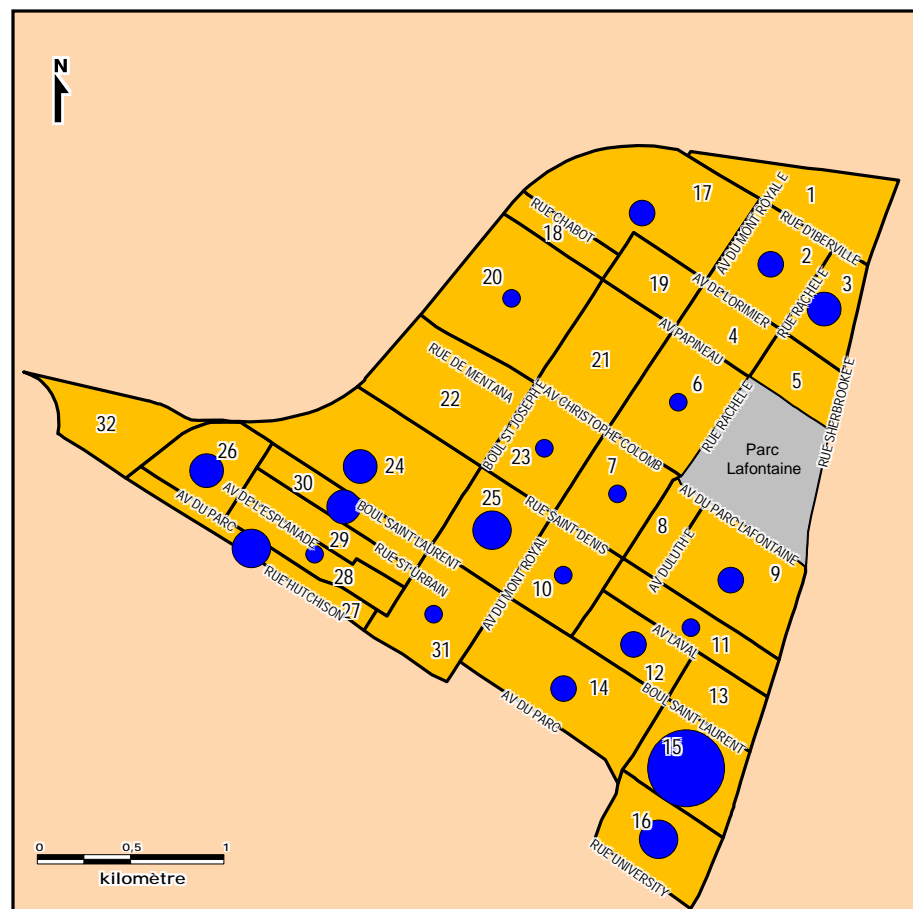 N
17
1
RUE CHABOT
18
AV DU MONT ROYAL E
RUE D'IBERVILLE
2
3
20
19
AV DE LORIMIER
RUE RACHEL E
4
AV PAPINEAU
5
RUE DE MENTANA
21
22
BOUL ST JOSEPH E
AV CHRISTOPHE COLOMB
6
RUE RACHEL E
RUE SHERBROOKE E
Parc
Lafontaine
32
26
24
23
7
30
25
AV DE L'ESPLANADE
AV DU PARC
BOUL SAINT LAURENT
RUE SAINT DENIS
AV DU PARC LAFONTAINE
8
29
RUE ST URBAIN
AV DULUTH E
9
28
RUE HUTCHISON
27
AV DU MONT ROYAL
10
31
AV LAVAL
11
12
14
13
AV DU PARC
BOUL SAINT LAURENT
15
16
RUE UNIVERSITY
0
0,5
1
kilomètre